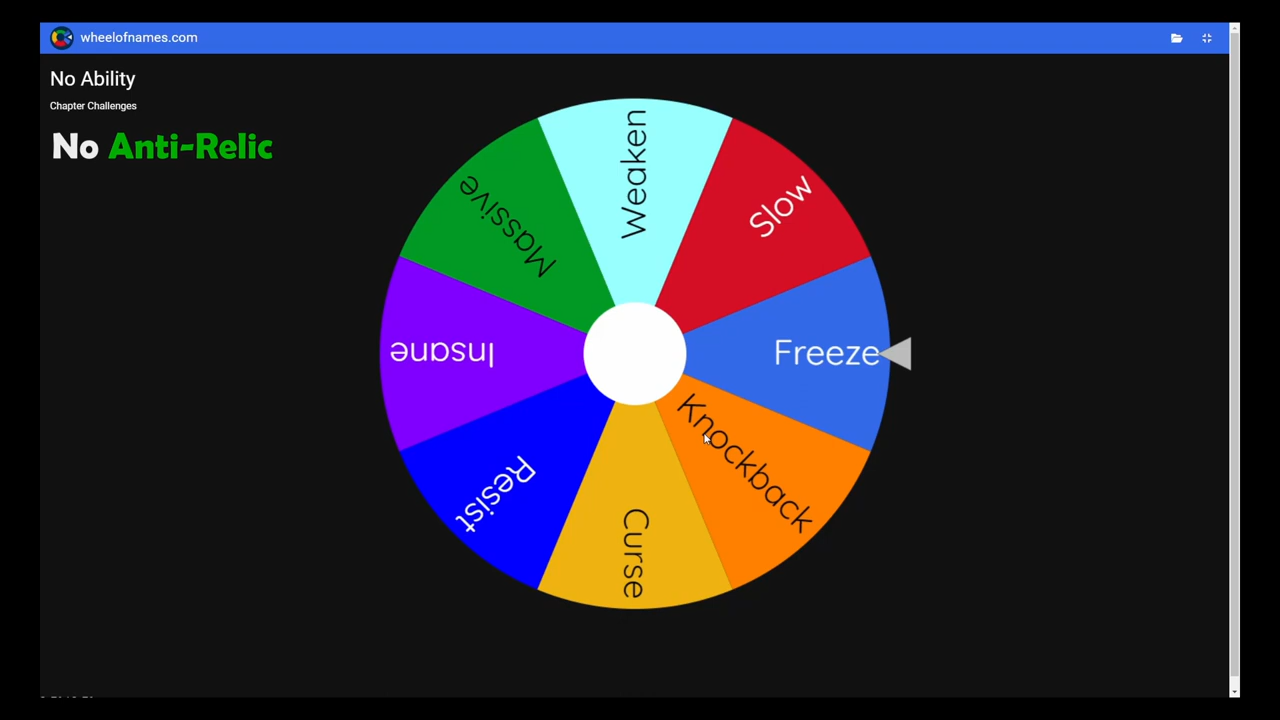 wheelofnames.com
No Ability
Chapter Challenges
No Anti-Relic
Weaken
Slow
Freeze
Knockback
Curse
Resist
Insane
Massive